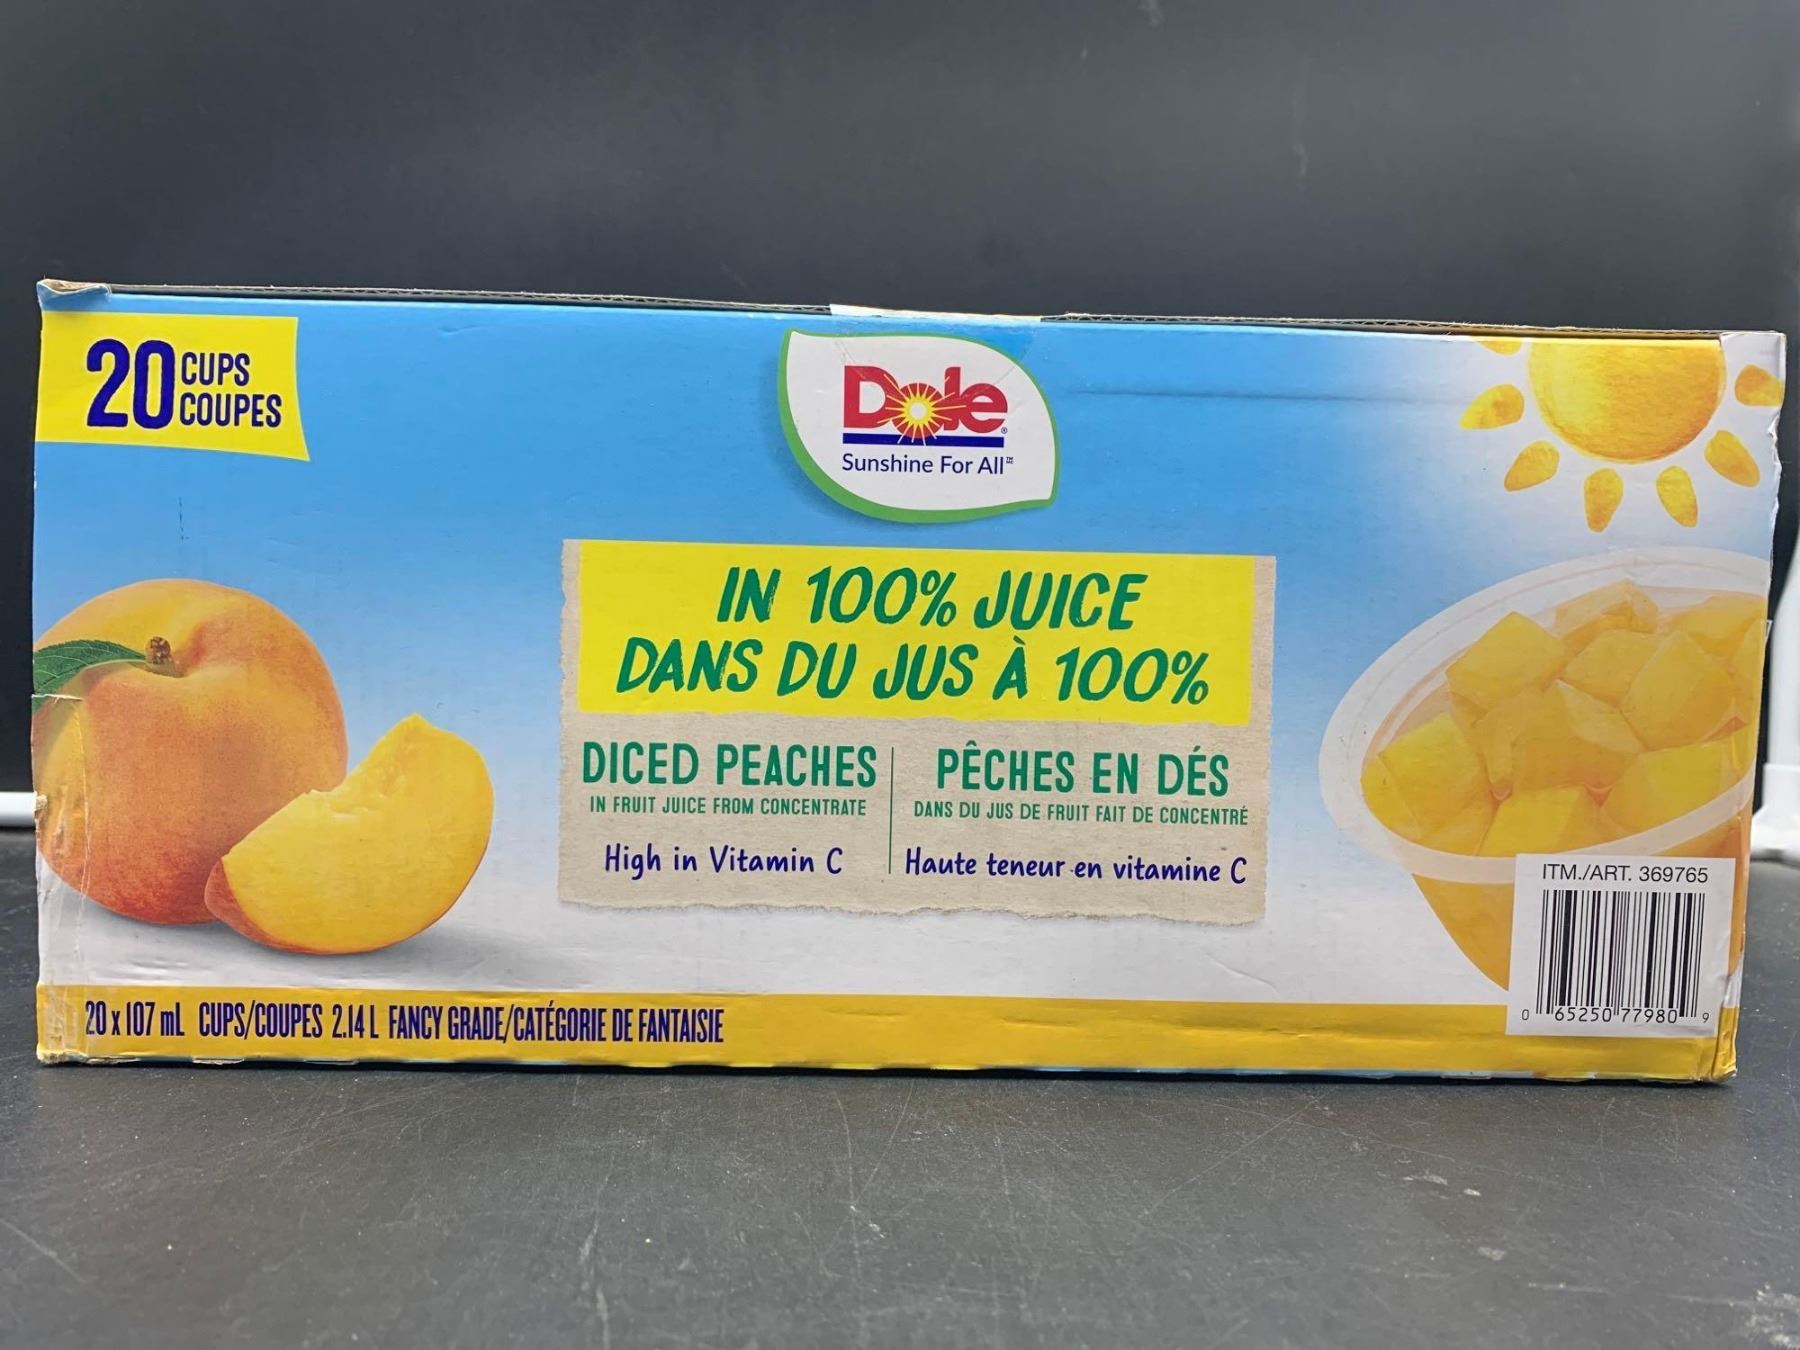 20 CUPS
COUPES
Dole®
Sunshine For All™
IN 100% JUICE
DANS DU JUS À 100%
DICED PEACHES
IN FRUIT JUICE FROM CONCENTRATE
High in Vitamin C
PÊCHES EN DÉS
DANS DU JUS DE FRUIT FAIT DE CONCENTRÉ
Haute teneur en vitamine C
ITM./ART. 369765
0 65250 77980 9
20 x 107 mL CUPS/COUPES 2.14 L FANCY GRADE/CATÉGORIE DE FANTAISIE